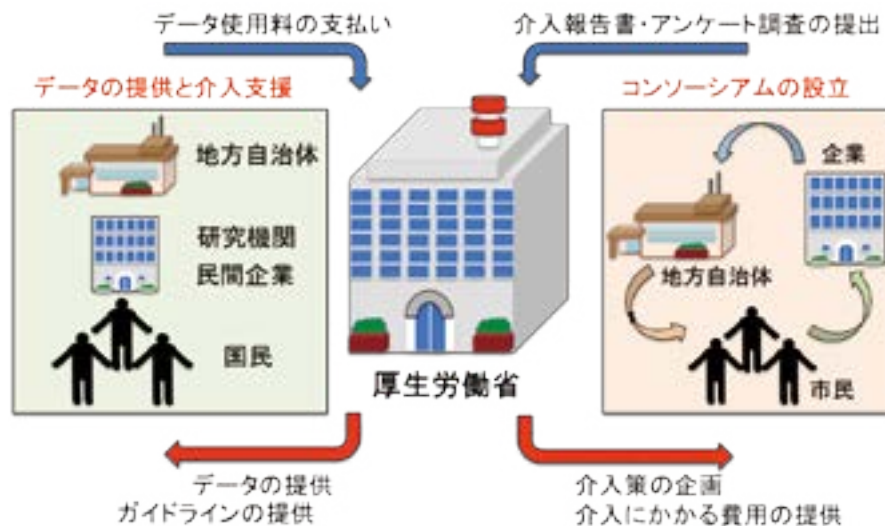 データ使用料の支払い
介入報告書・アンケート調査の提出
データの提供と介入支援
地方自治体
研究機関
民間企業
国民
厚生労働省
コンソーシアムの設立
企業
地方自治体
市民
データの提供
ガイドラインの提供
介入策の企画
介入にかかる費用の提供